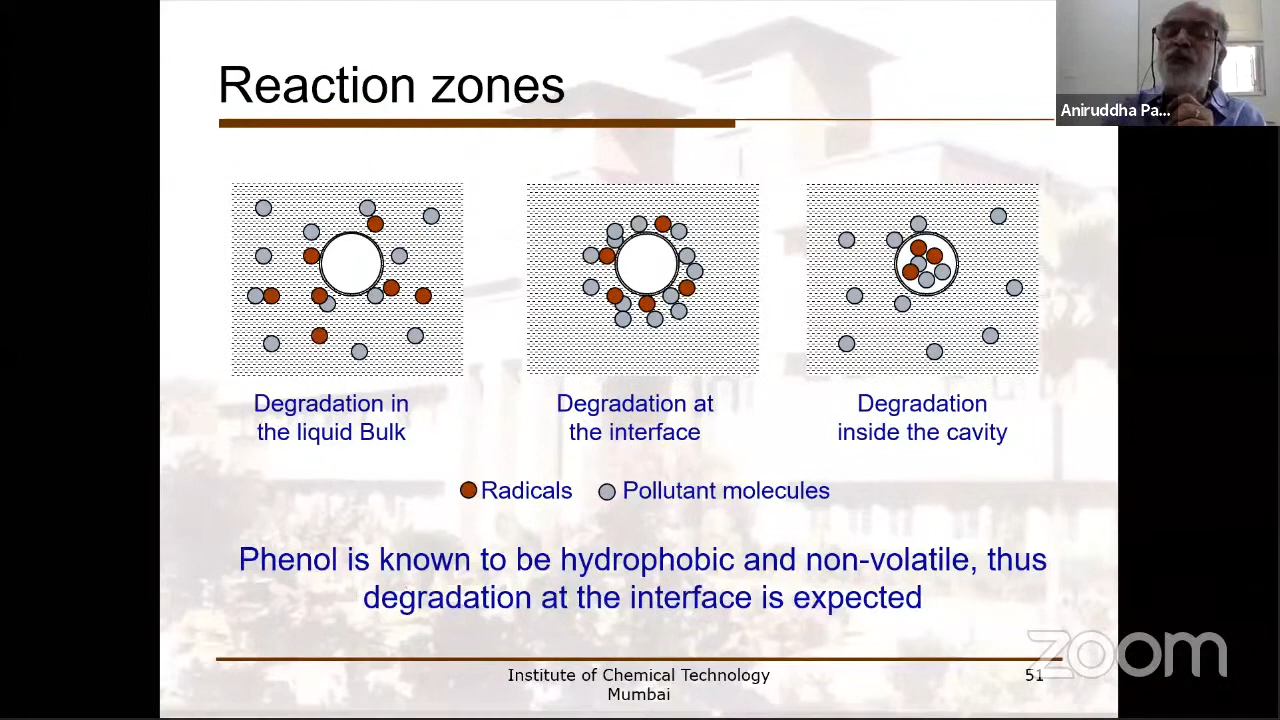 Reaction zones
Aniruddha Pa...
Degradation in
the liquid Bulk
Degradation at
the interface
Degradation
inside the cavity
Radicals
Pollutant molecules
Phenol is known to be hydrophobic and non-volatile, thus
degradation at the interface is expected
Institute of Chemical Technology
Mumbai
51
zoom